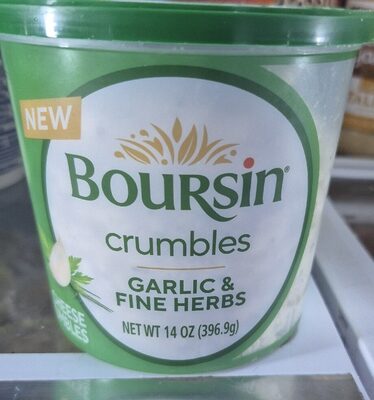 NEW
BOURSIN®
crumbles
GARLIC &
FINE HERBS
NET WT 14 OZ (396.9g)